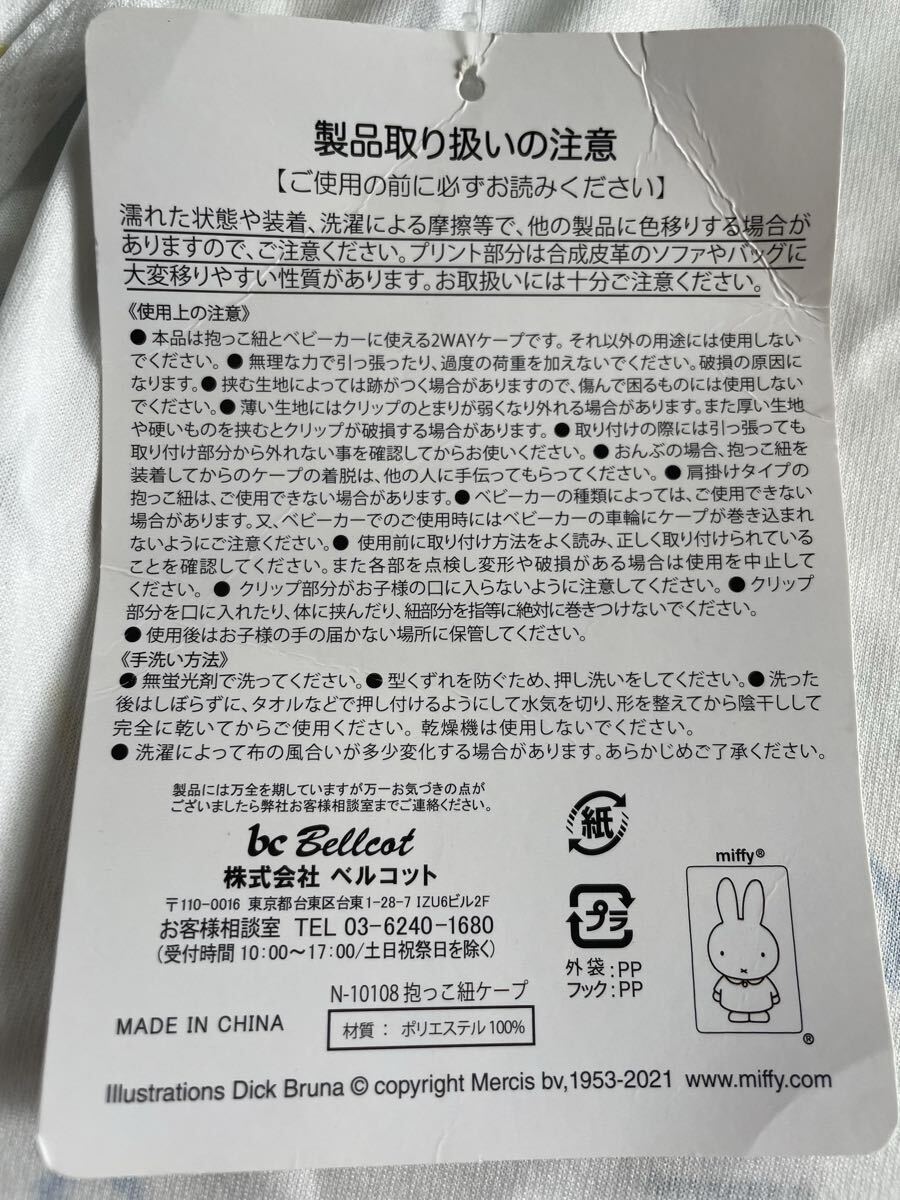 製品取り扱いの注意
【ご使用の前に必ずお読みください】
濡れた状態や装着、洗濯による摩擦等で、他の製品に色移りする場合が
ありますので、ご注意ください。プリント部分は合成皮革のソファやバッグに
大変移りやすい性質があります。お取扱いには十分ご注意ください。
《使用上の注意》
● 本品は抱っこ紐とベビーカーに使える2WAYケープです。それ以外の用途には使用しない
でください。● 無理な力で引っ張ったり、過度の荷重を加えないでください。破損の原因に
なります。● 挟む生地によっては跡がつく場合がありますので、傷んで困るものには使用しない
でください。● 薄い生地にはクリップのとまりが弱くなり外れる場合があります。また厚い生地
や硬いものを挟むとクリップが破損する場合があります。● 取り付けの際には引っ張っても
取り付け部分から外れない事を確認してからお使いください。● おんぶの場合、抱っこ紐を
装着してからのケープの着脱は、他の人に手伝ってもらってください。● 肩掛けタイプの
抱っこ紐は、ご使用できない場合があります。● ベビーカーの種類によっては、ご使用できない
場合があります。又、ベビーカーでのご使用時にはベビーカーの車輪にケープが巻き込まれ
ないようにご注意ください。● 使用前に取り付け方法をよく読み、正しく取り付けられている
ことを確認してください。また各部を点検し変形や破損がある場合は使用を中止して
ください。● クリップ部分がお子様の口に入らないように注意してください。● クリップ
部分を口に入れたり、体に挟んだり、紐部分を指等に絶対に巻きつけないでください。
● 使用後はお子様の手の届かない場所に保管してください。
《手洗い方法》
● 無蛍光剤で洗ってください。● 型くずれを防ぐため、押し洗いをしてください。● 洗った
後はしぼらずに、タオルなどで押し付けるようにして水気を切り、形を整えてから陰干しして
完全に乾いてからご使用ください。乾燥機は使用しないでください。
● 洗濯によって布の風合いが多少変化する場合があります。あらかじめご了承ください。
製品には万全を期していますが万一お気づきの点が
ございましたら弊社お客様相談室までご連絡ください。
bc Bellcot
株式会社 ベルコット
〒110-0016 東京都台東区台東1-28-7 IZU6ビル2F
お客様相談室 TEL 03-6240-1680
(受付時間 10:00〜17:00/土日祝祭日を除く)
紙
プラ
外袋:PP
フック:PP
miffy®
®
N-10108 抱っこ紐ケープ
MADE IN CHINA
材質： ポリエステル100%
Illustrations Dick Bruna © copyright Mercis bv,1953-2021 www.miffy.com